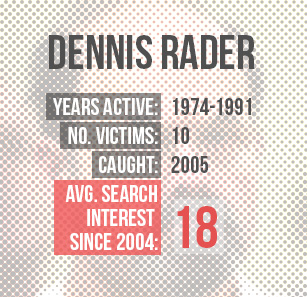 DENNIS RADER
YEARS ACTIVE: 1974-1991
NO. VICTIMS: 10
CAUGHT: 2005
AVG. SEARCH
INTEREST
SINCE 2004: 18